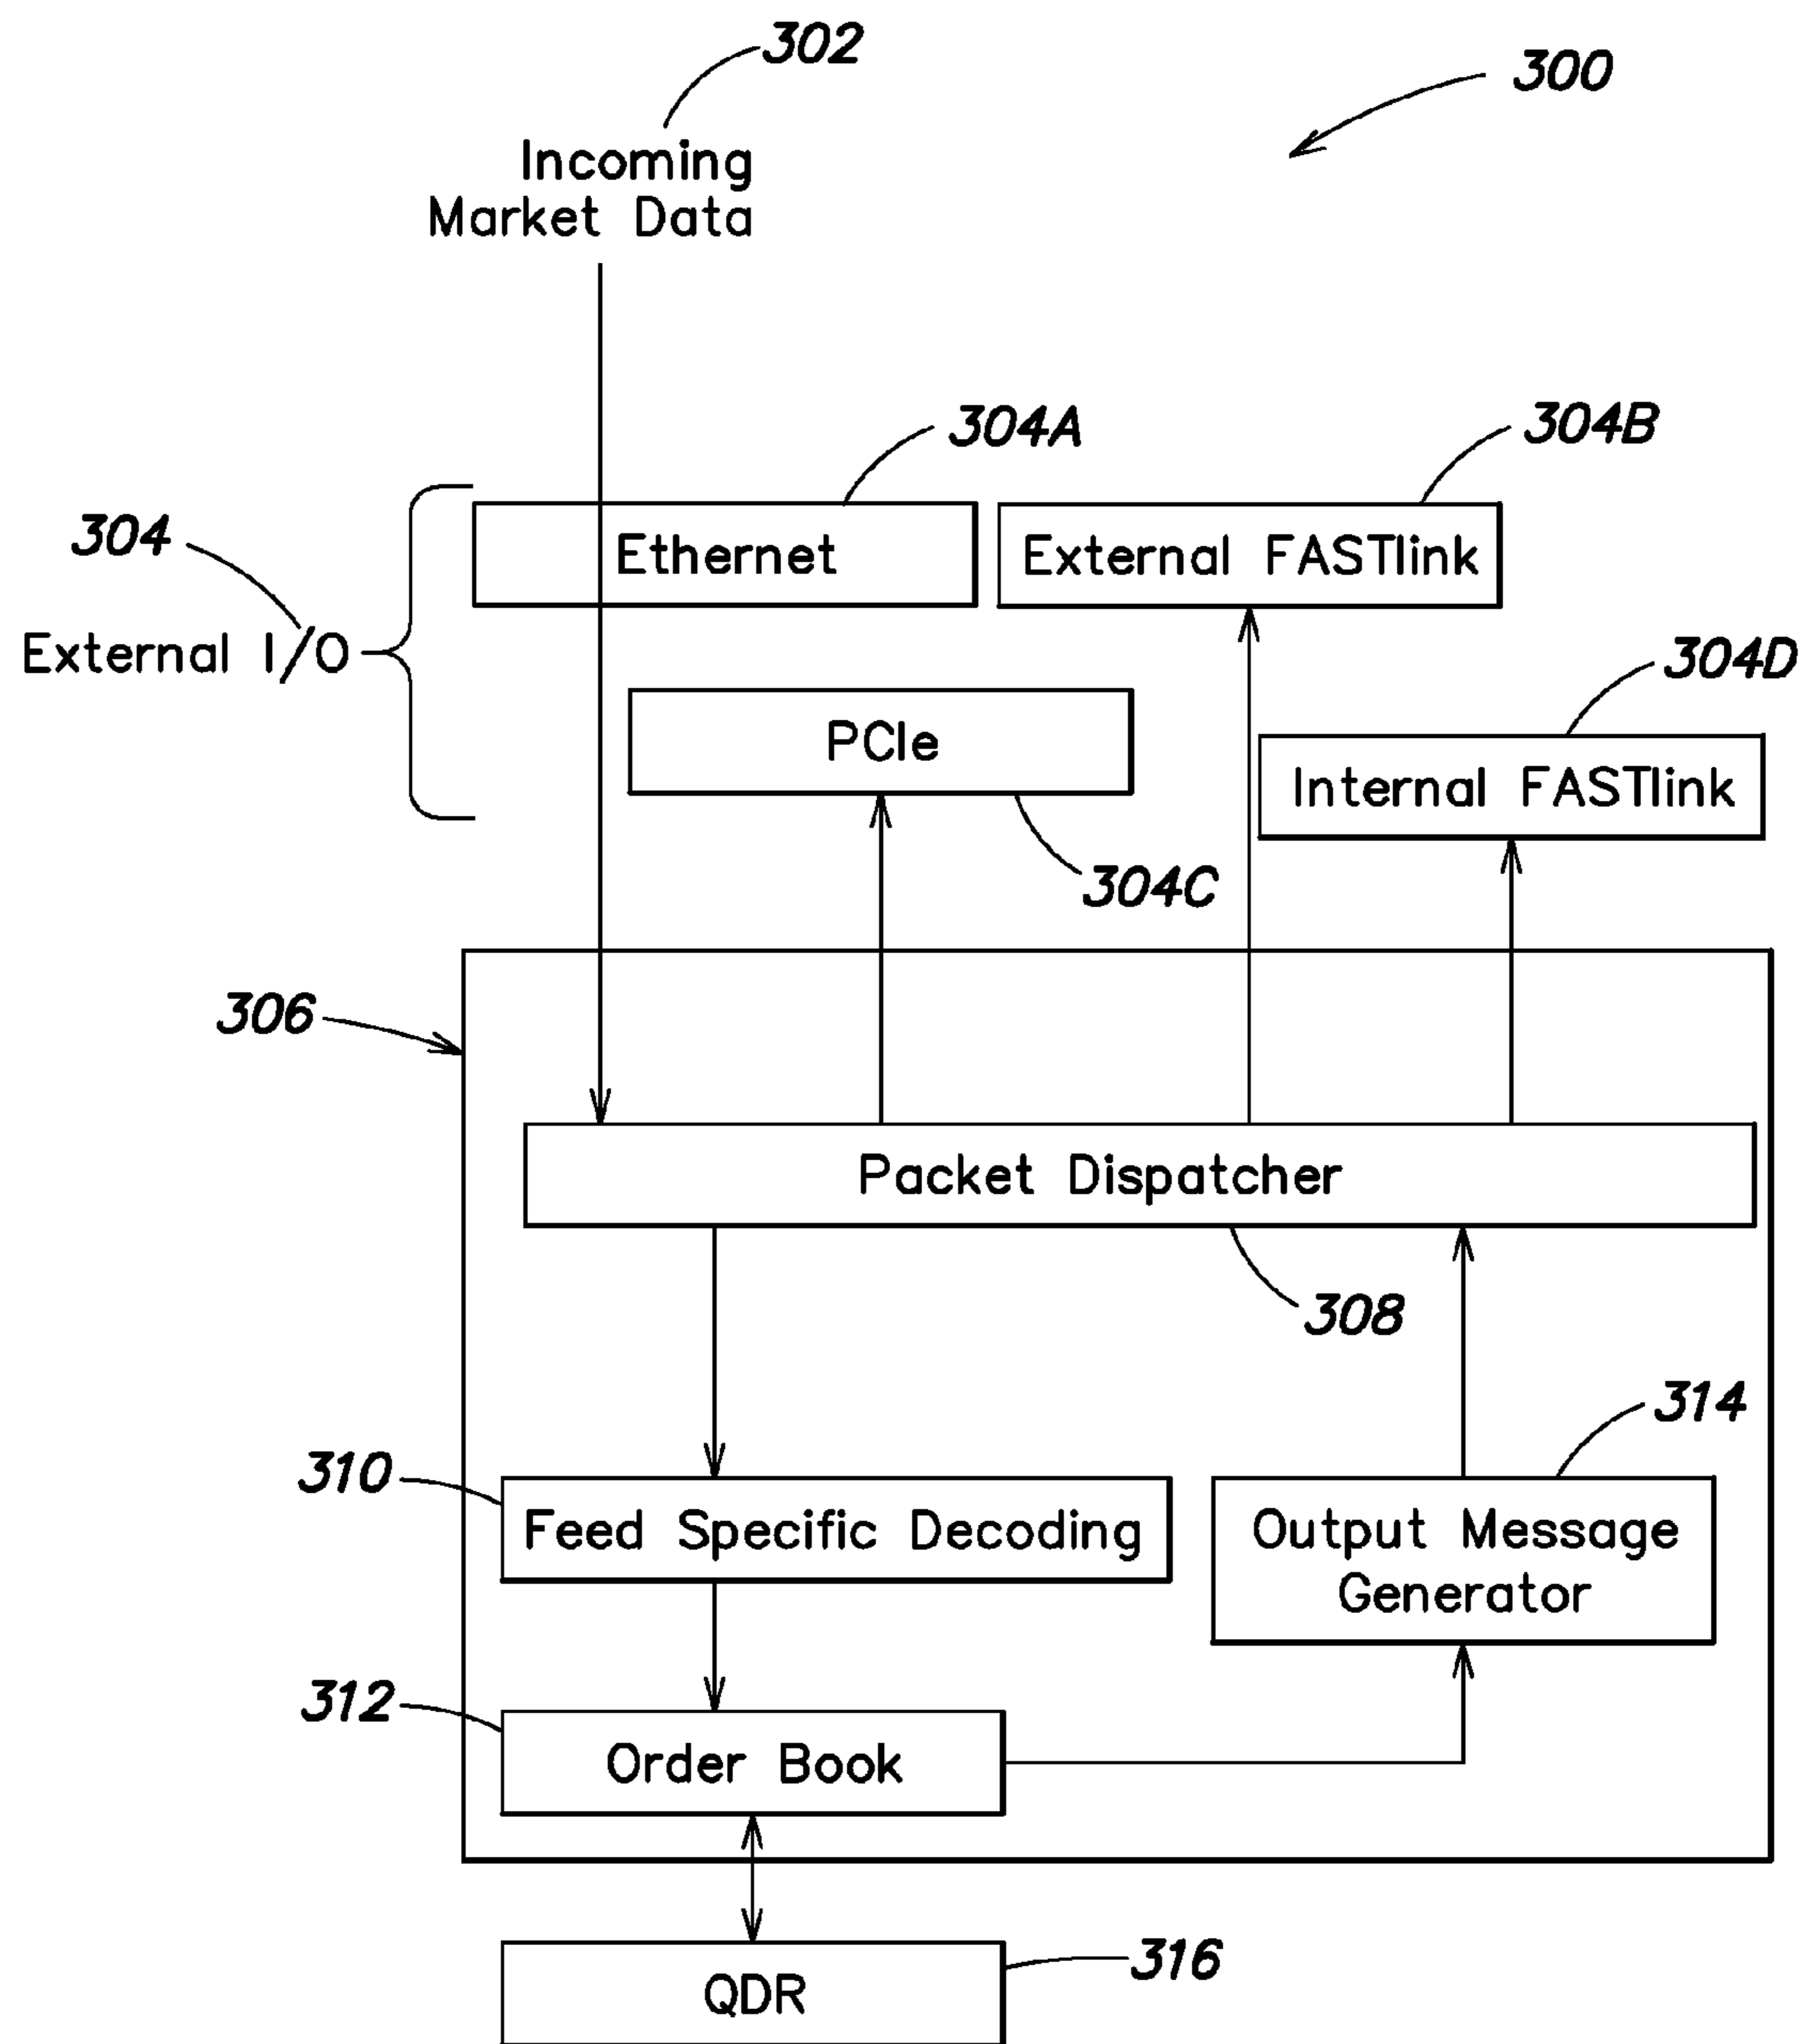 302
300
Incoming
Market Data
304A
304B
304
Ethernet
External FASTlink
External I/O
304D
PCIe
Internal FASTlink
304C
306
Packet Dispatcher
308
314
310
Feed Specific Decoding
Output Message
Generator
312
Order Book
316
QDR